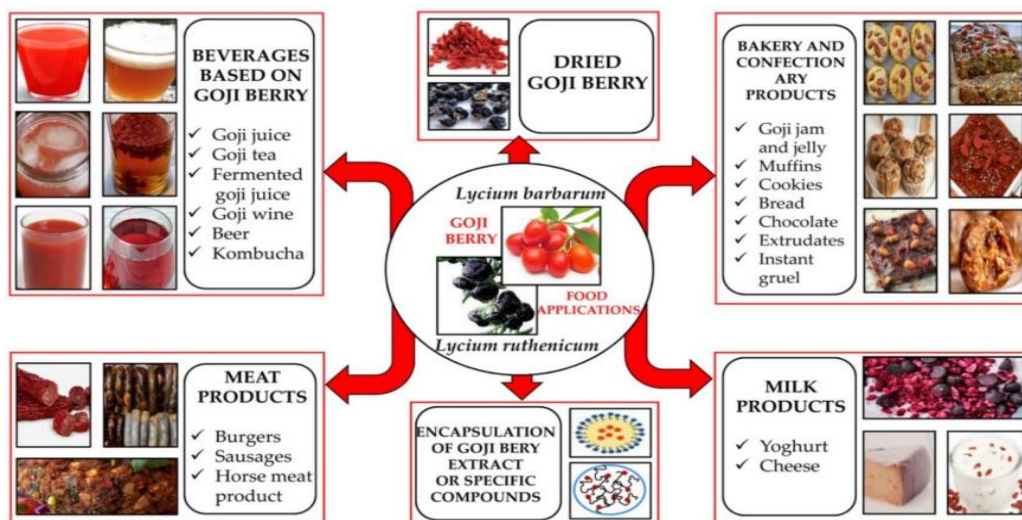 BEVERAGES
BASED ON
GOJI BERRY
✓ Goji juice
✓ Goji tea
✓ Fermented
goji juice
✓ Goji wine
✓ Beer
✓ Kombucha
DRIED
GOJI BERRY
BAKERY AND
CONFECTION
ARY
PRODUCTS
✓ Goji jam
and jelly
✓ Muffins
✓ Cookies
✓ Bread
✓ Chocolate
✓ Extrudates
✓ Instant
gruel
Lycium barbarum
GOJI
BERRY
FOOD
APPLICATIONS
Lycium ruthenicum
MEAT
PRODUCTS
✓ Burgers
✓ Sausages
✓ Horse meat
product
ENCAPSULATION
OF GOJI BERY
EXTRACT
OR SPECIFIC
COMPOUNDS
MILK
PRODUCTS
✓ Yoghurt
✓ Cheese